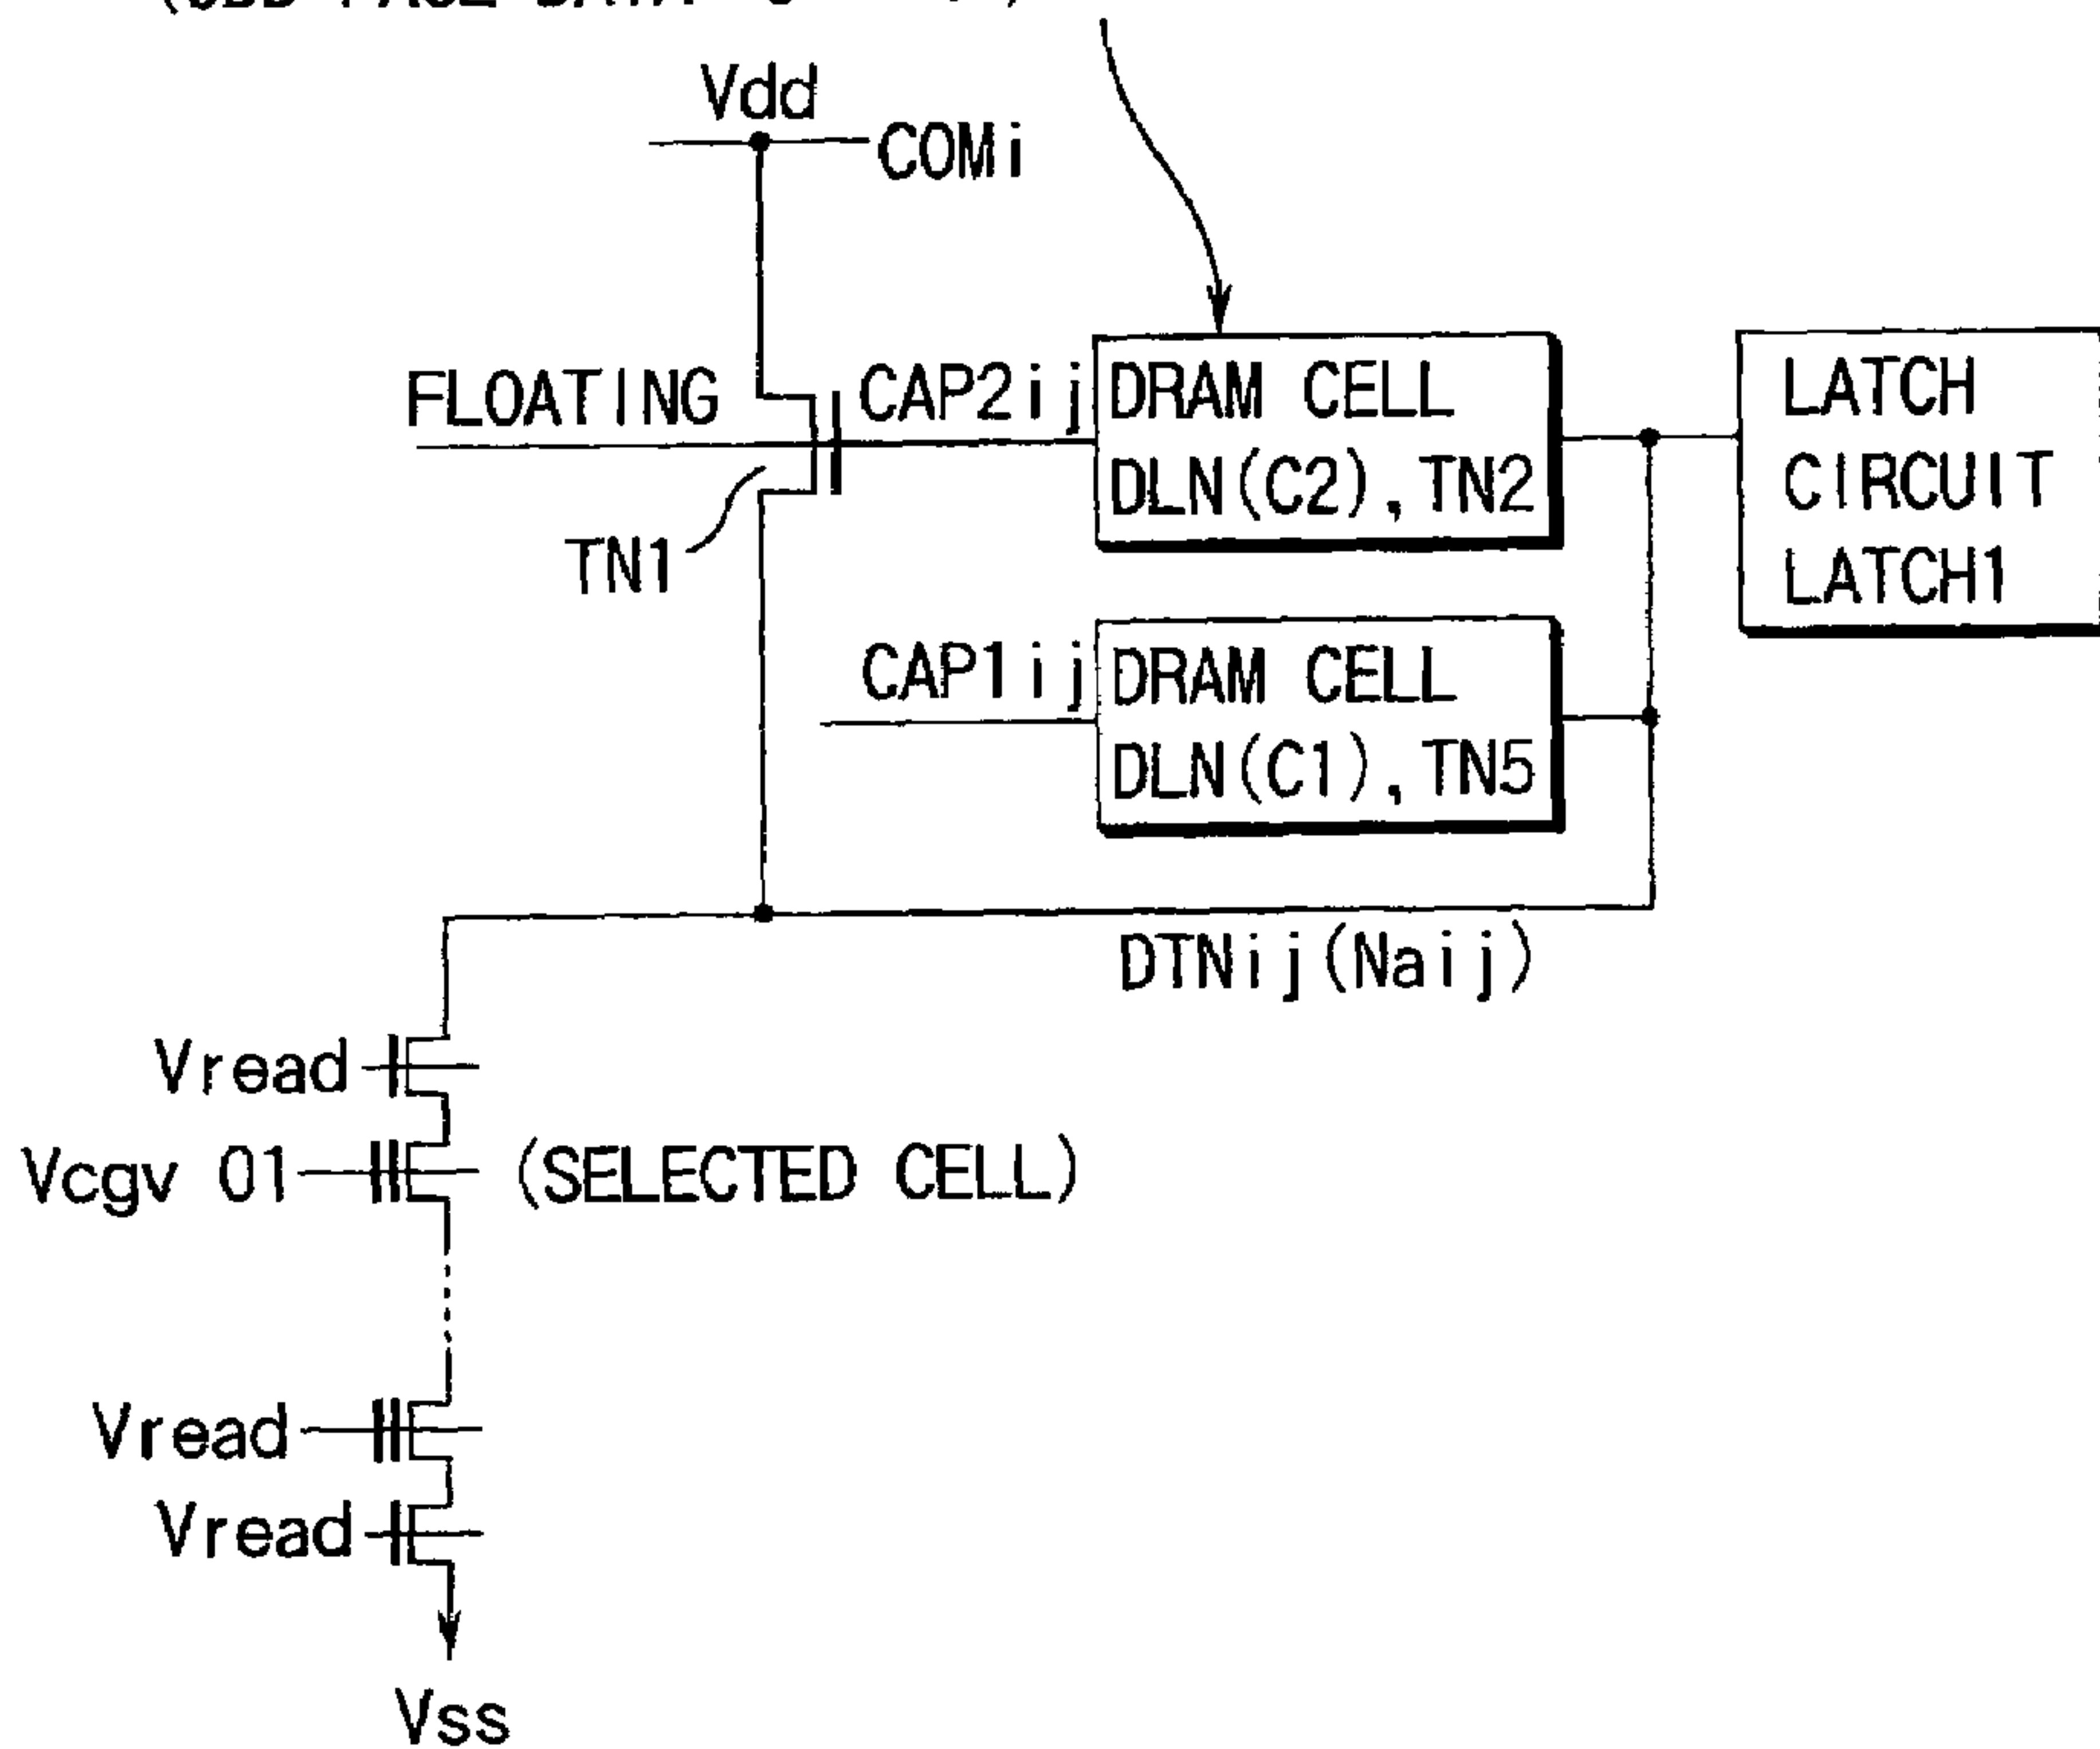 Vdd
COMi
FLOATING
CAP2ij
DRAM CELL
DLN(C2),TN2
LATCH
CIRCUIT
LATCH1
TN1
CAP1ij
DRAM CELL
DLN(C1),TN5
DTNij(Naij)
Vread
Vcgv 01
(SELECTED CELL)
Vread
Vread
Vss